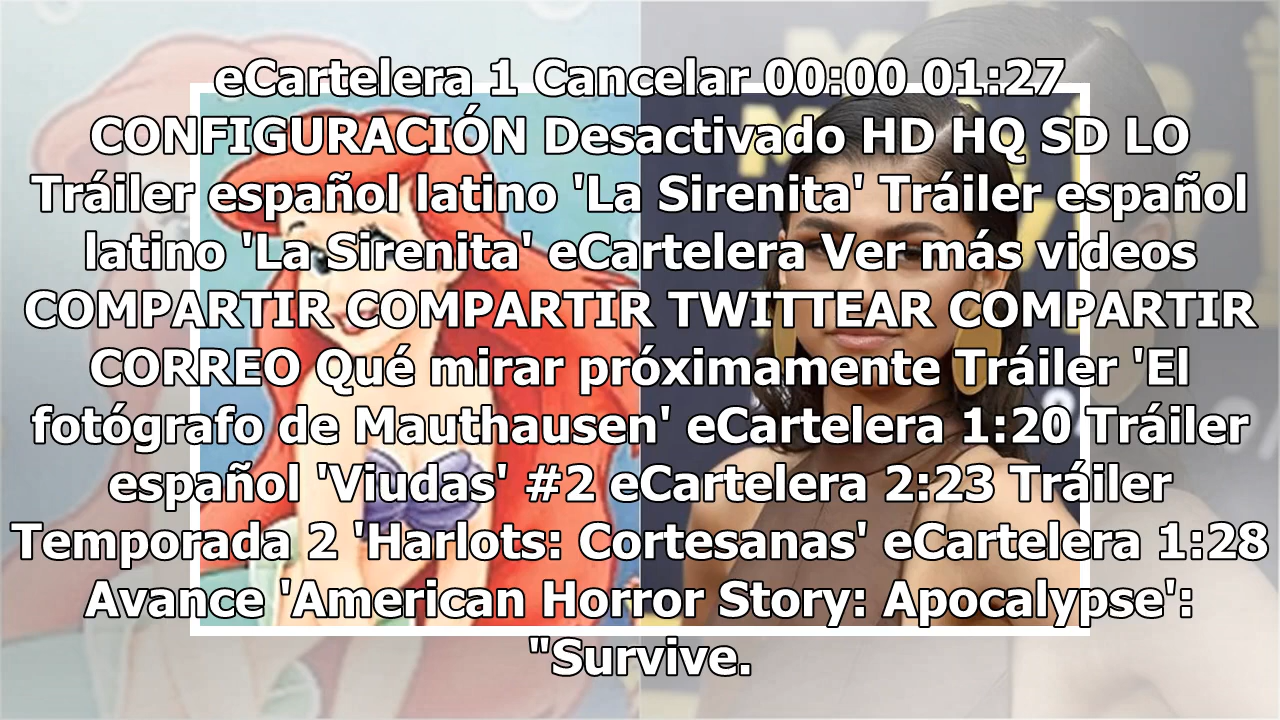 eCartelera 1 Cancelar 00:00 01:27
CONFIGURACIÓN Desactivado HD HQ SD LO
Tráiler español latino 'La Sirenita' Tráiler español
latino 'La Sirenita' eCartelera Ver más videos
COMPARTIR COMPARTIR TWITTEAR COMPARTIR
CORREO Qué mirar próximamente Tráiler 'El
fotógrafo de Mauthausen' eCartelera 1:20 Tráiler
español 'Viudas' #2 eCartelera 2:23 Tráiler
Temporada 2 'Harlots: Cortesanas' eCartelera 1:28
Avance 'American Horror Story: Apocalypse':
"Survive.